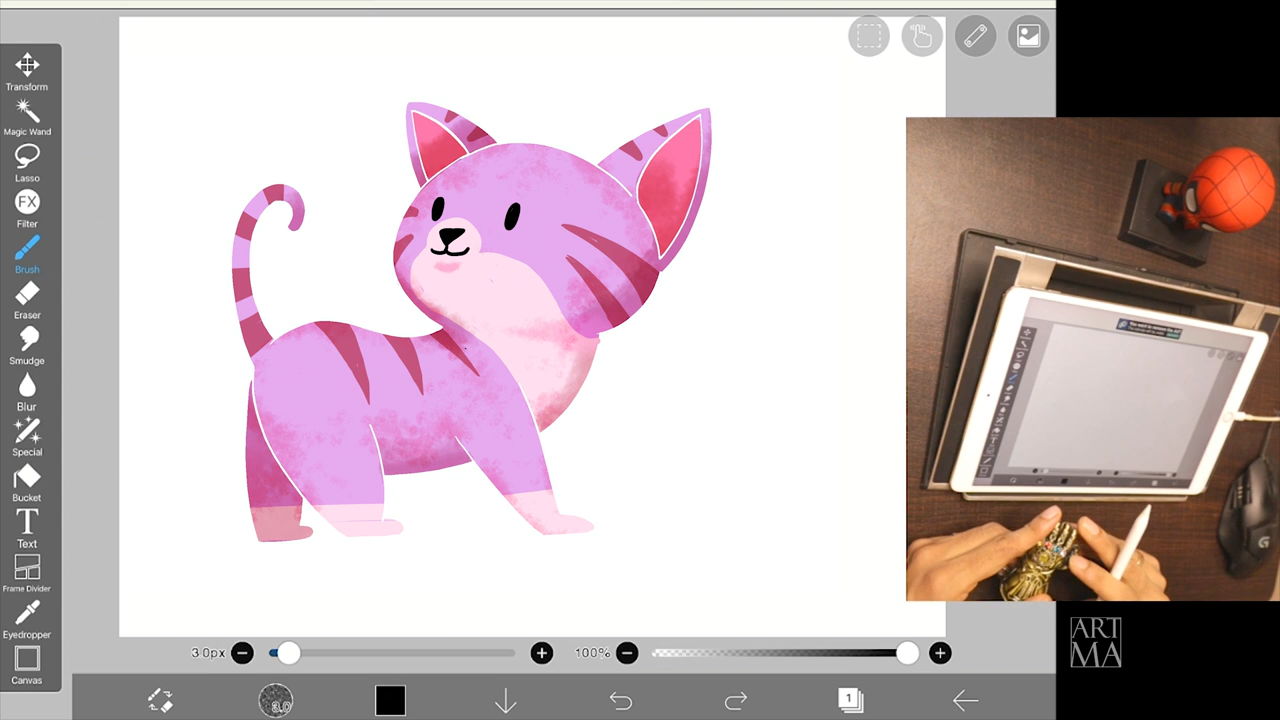 Transform
Magic Wand
Lasso
FX
Filter
Brush
Eraser
Smudge
Blur
Special
Bucket
T
Text
Frame Divider
Eyedropper
Canvas
3.0px
100%
3.0
1
ART
MA
G